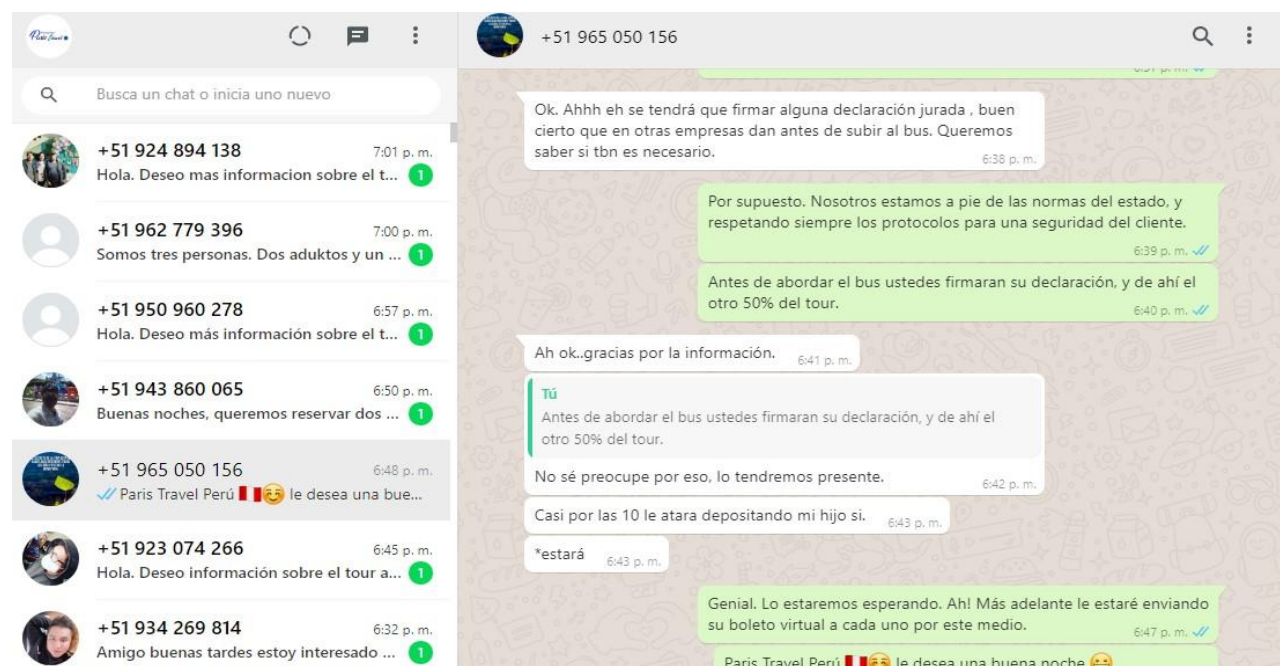 +51 965 050 156
Busca un chat o inicia uno nuevo
+51 924 894 138
7:01 p. m.
Hola. Deseo mas informacion sobre el t...
1
+51 962 779 396
7:00 p. m.
Somos tres personas. Dos aduktos y un ...
1
+51 950 960 278
6:57 p. m.
Hola. Deseo más información sobre el t...
1
+51 943 860 065
6:50 p. m.
Buenas noches, queremos reservar dos ...
1
+51 965 050 156
6:48 p. m.
Paris Travel Perú 🇵🇪☺️ le desea una bue...
+51 923 074 266
6:45 p. m.
Hola. Deseo información sobre el tour a...
1
+51 934 269 814
6:32 p. m.
Amigo buenas tardes estoy interesado ...
1
Ok. Ahhh eh se tendrá que firmar alguna declaración jurada , buen
cierto que en otras empresas dan antes de subir al bus. Queremos
saber si tbn es necesario.
6:38 p. m.
Por supuesto. Nosotros estamos a pie de las normas del estado, y
respetando siempre los protocolos para una seguridad del cliente.
6:39 p. m.
Antes de abordar el bus ustedes firmaran su declaración, y de ahí el
otro 50% del tour.
6:40 p. m.
Ah ok..gracias por la información.
6:41 p. m.
Tú
Antes de abordar el bus ustedes firmaran su declaración, y de ahí el
otro 50% del tour.
No sé preocupe por eso, lo tendremos presente.
6:42 p. m.
Casi por las 10 le atara depositando mi hijo si.
6:43 p. m.
*estará
6:43 p. m.
Genial. Lo estaremos esperando. Ah! Más adelante le estaré enviando
su boleto virtual a cada uno por este medio.
6:47 p. m.
Paris Travel Perú 🇵🇪☺️ le desea una buena noche 😀